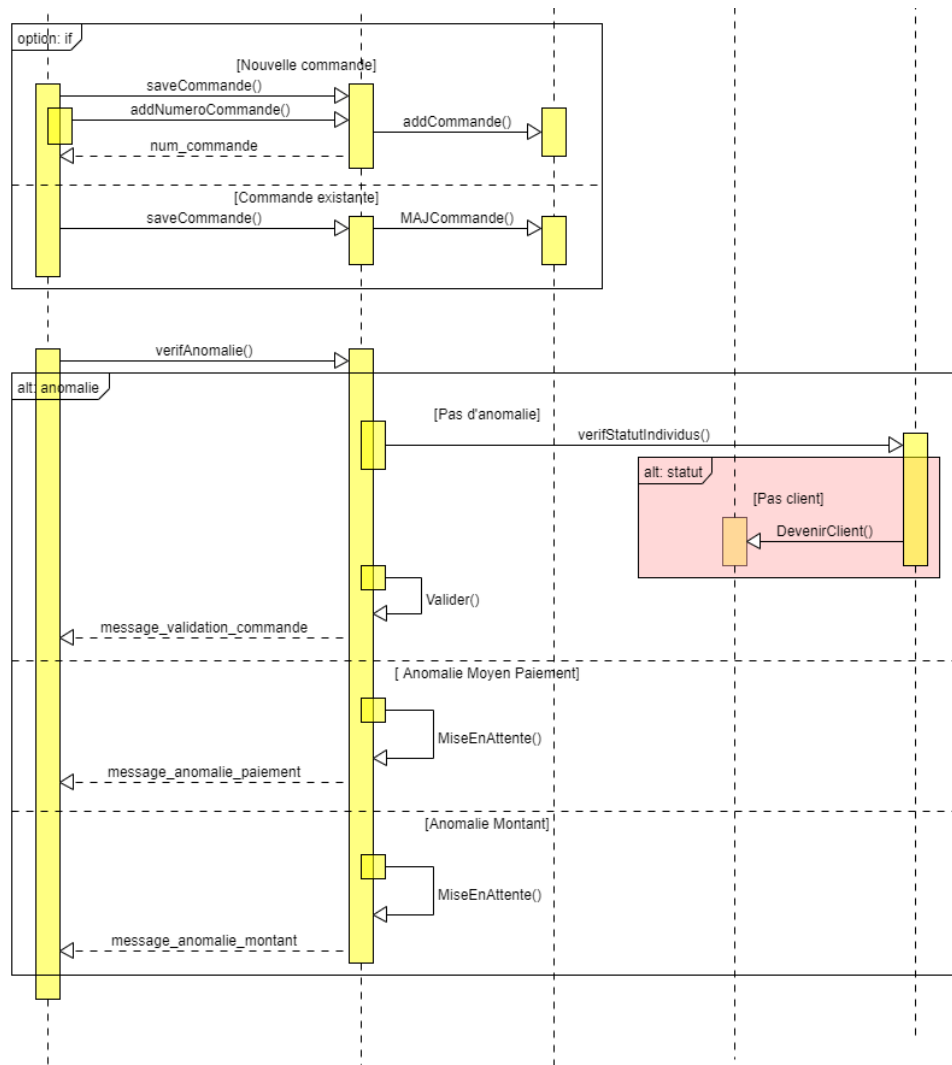 option: if
[Nouvelle commande]
saveCommande()
addNumeroCommande()
addCommande()
num_commande
[Commande existante]
saveCommande()
MAJCommande()
verifAnomalie()
alt: anomalie
[Pas d'anomalie]
verifStatutIndividus()
alt: statut
[Pas client]
DevenirClient()
Valider()
message_validation_commande
[ Anomalie Moyen Paiement]
MiseEnAttente()
message_anomalie_paiement
[Anomalie Montant]
MiseEnAttente()
message_anomalie_montant